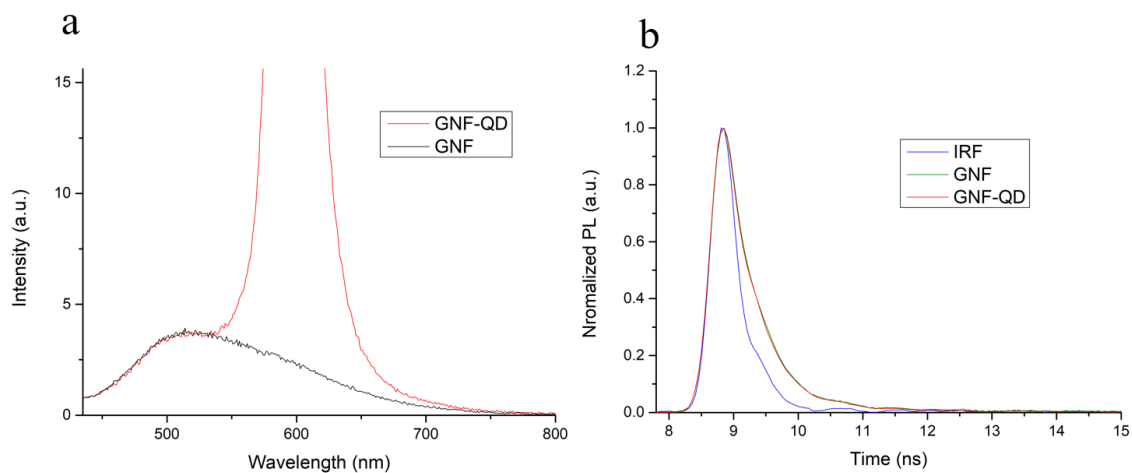 a
15
10
5
0
Intensity (a.u.)
500
600
700
800
Wavelength (nm)
GNF-QD
GNF
b
1.2
1.0
0.8
0.6
0.4
0.2
0.0
Nromalized PL (a.u.)
8
9
10
11
12
13
14
15
Time (ns)
IRF
GNF
GNF-QD